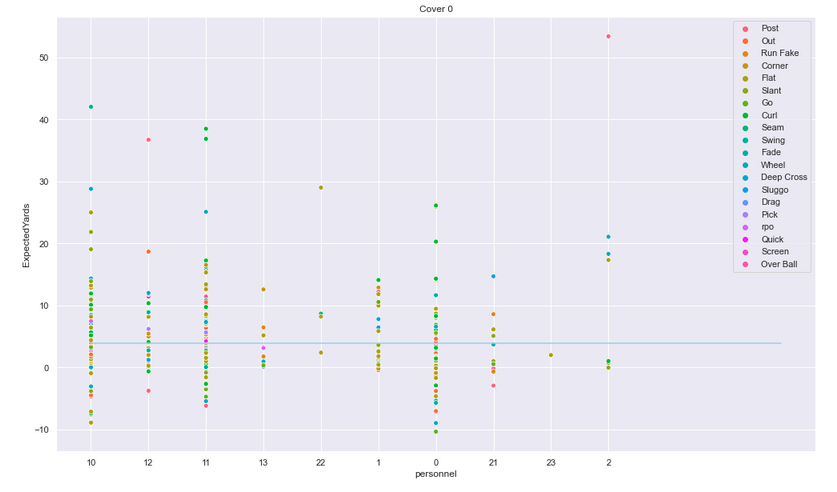 Cover 0
Post
Out
Run Fake
Corner
Flat
Slant
Go
Curl
Seam
Swing
Fade
Wheel
Deep Cross
Sluggo
Drag
Pick
rpo
Quick
Screen
Over Ball
50
40
30
20
10
0
−10
ExpectedYards
10 12 11 13 22 1 0 21 23 2
personnel